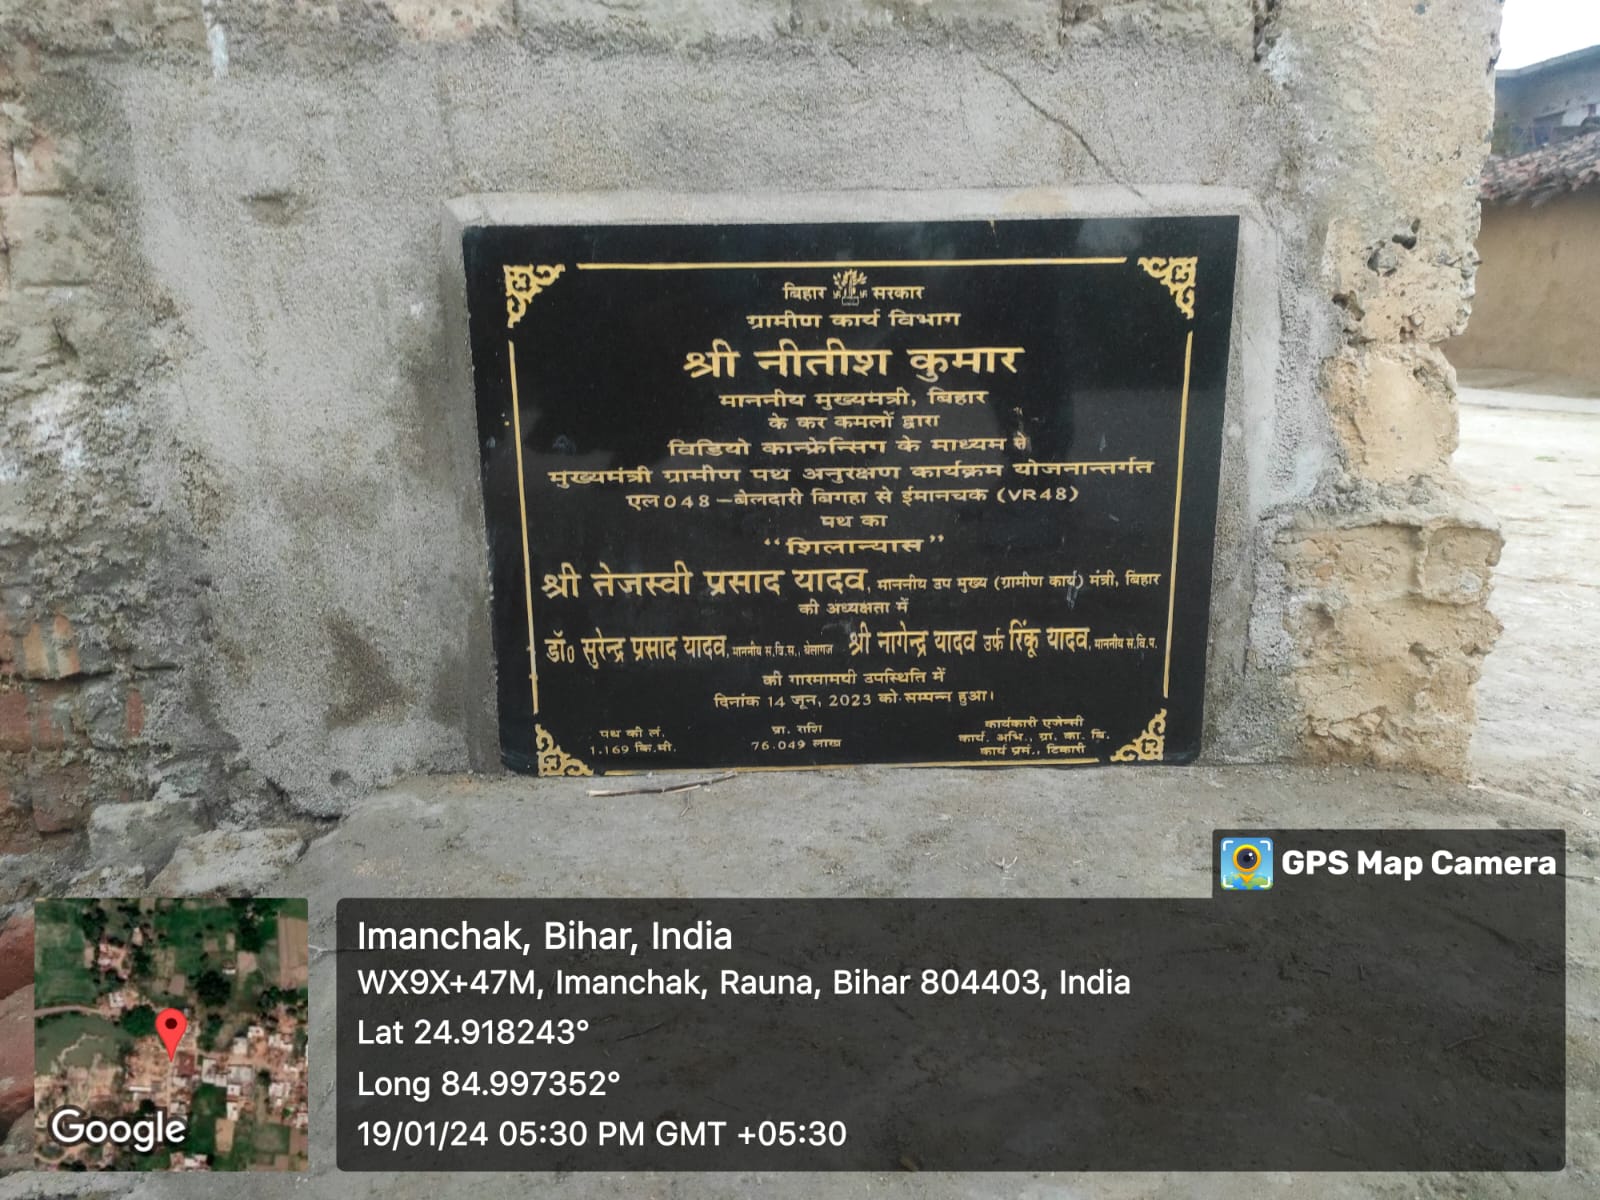 बिहार सरकार
ग्रामीण कार्य विभाग
श्री नीतीश कुमार
माननीय मुख्यमंत्री, बिहार
के कर कमलों द्वारा
विडियो कान्फ्रेन्सिग के माध्यम से
मुख्यमंत्री ग्रामीण पथ अनुरक्षण कार्यक्रम योजनान्तर्गत
एल048-बेलदारी बिगहा से ईमानचक (VR48)
पथ का
“शिलान्यास”
श्री तेजस्वी प्रसाद यादव, माननीय उप मुख्य (ग्रामीण कार्य) मंत्री, बिहार
की अध्यक्षता में
डॉ० सुरेन्द्र प्रसाद यादव, माननीय स.वि.स., बेलागंज श्री नागेन्द्र यादव उर्फ रिंकू यादव, माननीय स.वि.प.
की गारमामयी उपस्थिति में
दिनांक 14 जून, 2023 को सम्पन्न हुआ।
पथ की लं. प्रा. राशि कार्यकारी एजेन्सी
1.169 कि.मी. 76.049 लाख कार्य. अभि., ग्रा. का. वि.
कार्य प्रमं., टिकारी
GPS Map Camera
Imanchak, Bihar, India
WX9X+47M, Imanchak, Rauna, Bihar 804403, India
Lat 24.918243°
Long 84.997352°
19/01/24 05:30 PM GMT +05:30
Google